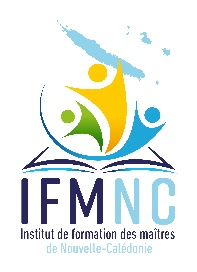 IFMNC
Institut de formation des maîtres
de Nouvelle-Calédonie